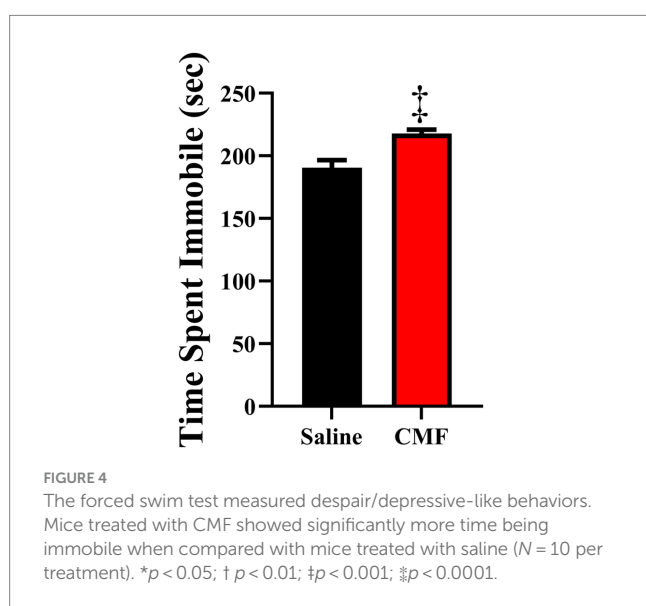 Time Spent Immobile (sec)
250
200
150
100
50
0
‡
Saline
CMF
FIGURE 4
The forced swim test measured despair/depressive-like behaviors.
Mice treated with CMF showed significantly more time being
immobile when compared with mice treated with saline (N = 10 per
treatment). *p < 0.05; † p < 0.01; ‡p < 0.001; p < 0.0001.